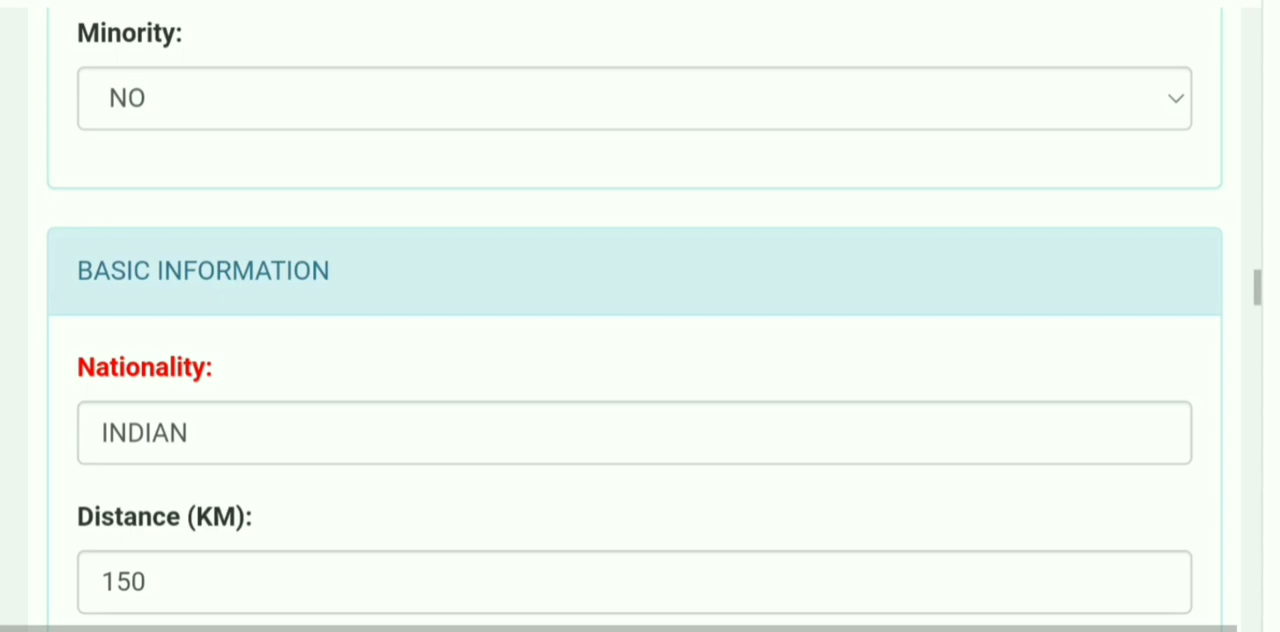 Minority:
NO
BASIC INFORMATION
Nationality:
INDIAN
Distance (KM):
150